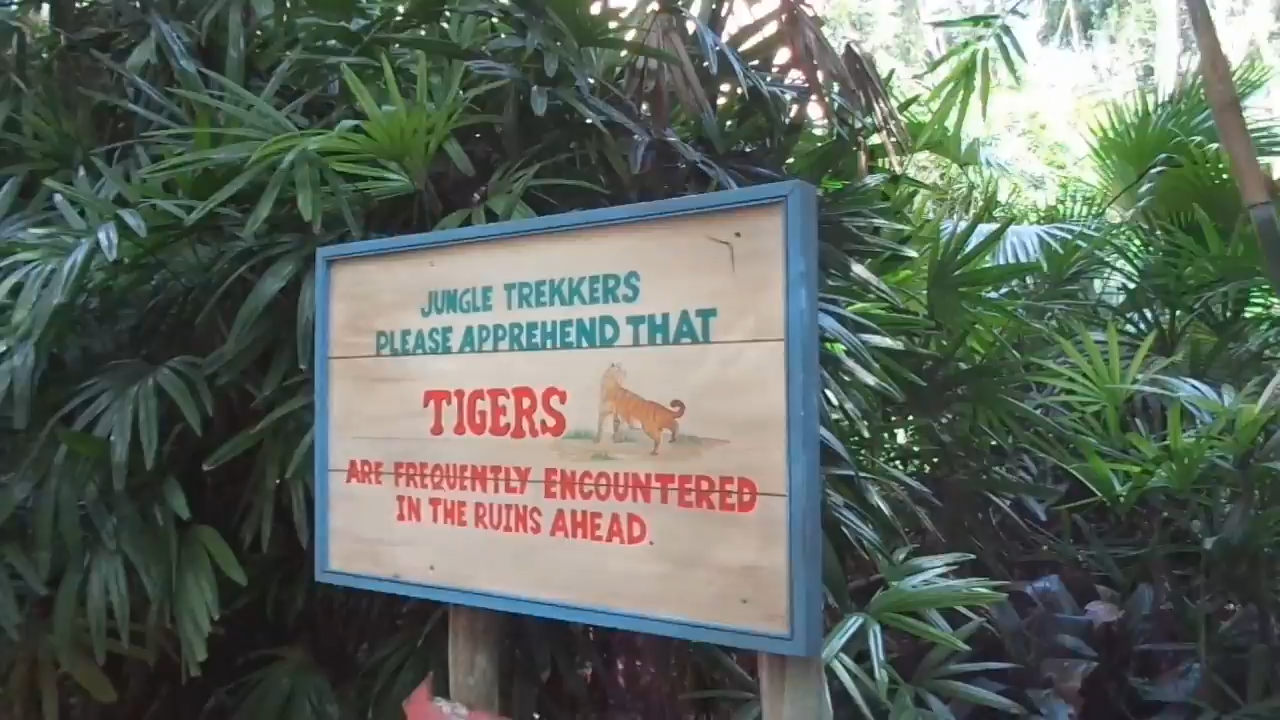 JUNGLE TREKKERS
PLEASE APPREHEND THAT
TIGERS
ARE FREQUENTLY ENCOUNTERED
IN THE RUINS AHEAD.